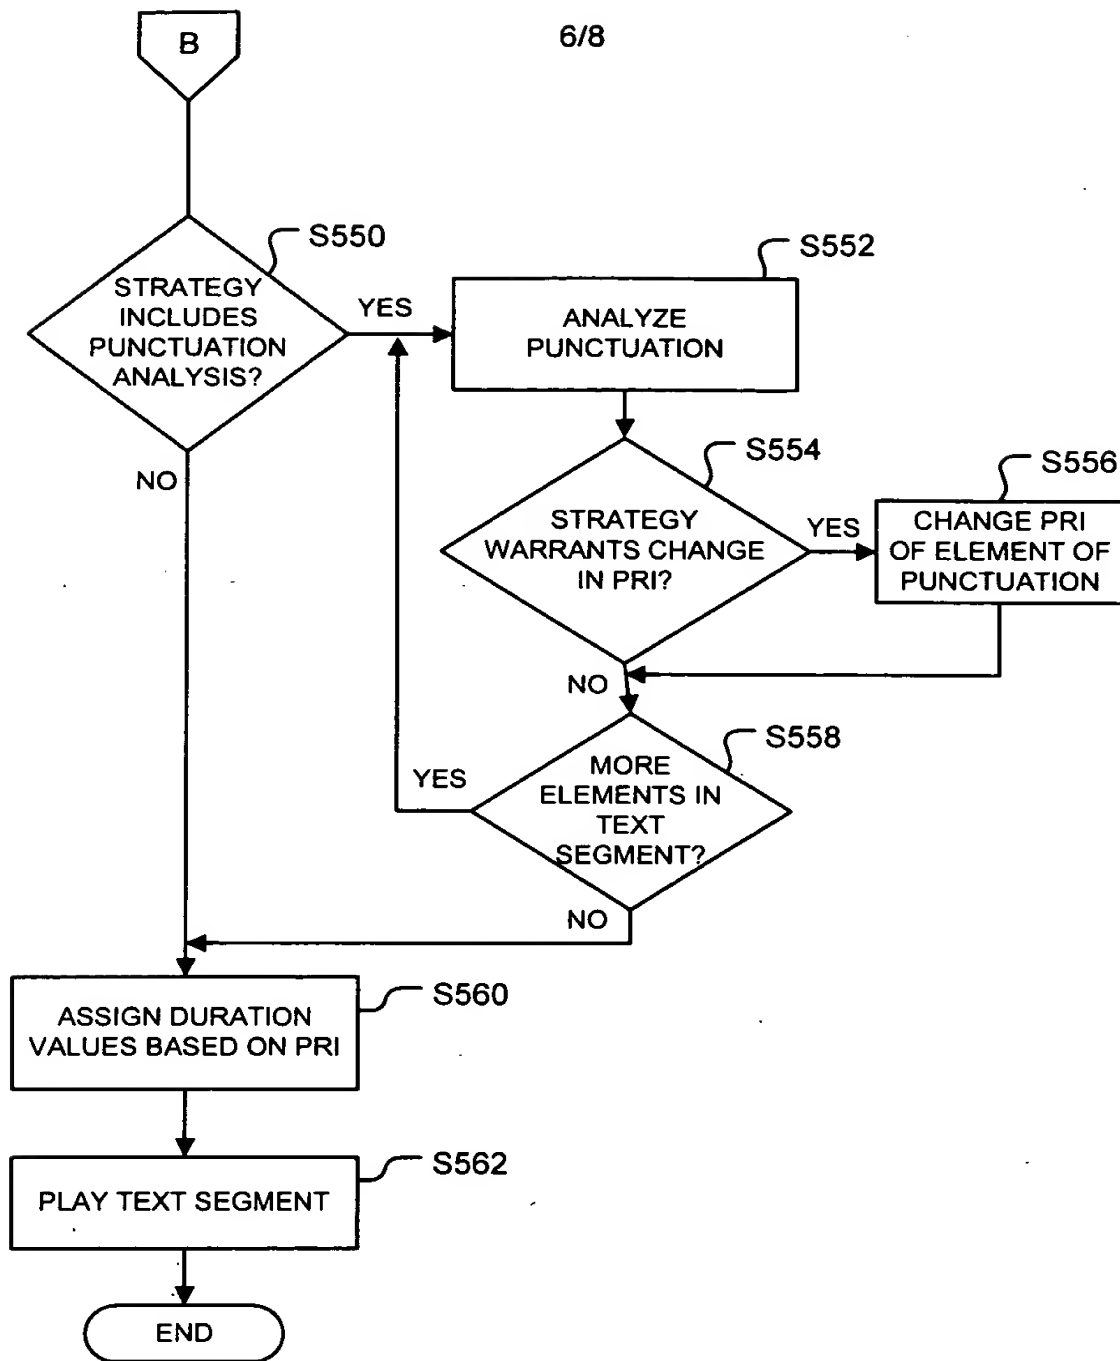 6/8
B
S550
STRATEGY
INCLUDES
PUNCTUATION
ANALYSIS?
YES
NO
S552
ANALYZE
PUNCTUATION
S554
STRATEGY
WARRANTS CHANGE
IN PRI?
YES
NO
S556
CHANGE PRI
OF ELEMENT OF
PUNCTUATION
S558
MORE
ELEMENTS IN
TEXT
SEGMENT?
YES
NO
S560
ASSIGN DURATION
VALUES BASED ON PRI
S562
PLAY TEXT SEGMENT
END